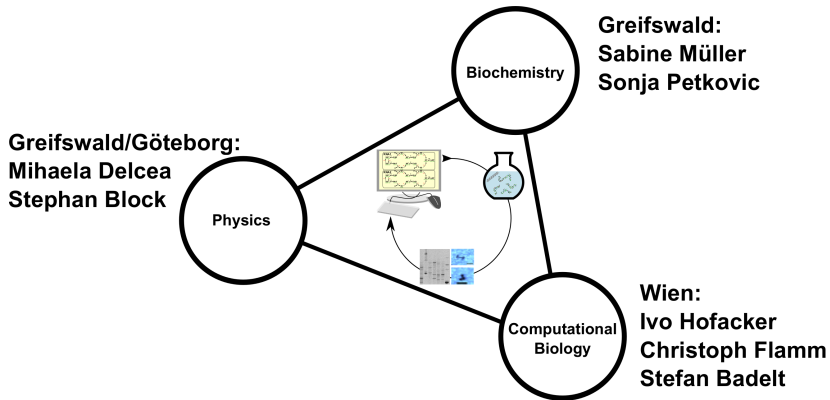 Greifswald:
Sabine Müller
Sonja Petkovic
Biochemistry
Greifswald/Göteborg:
Mihaela Delcea
Stephan Block
Physics
Wien:
Ivo Hofacker
Christoph Flamm
Stefan Badelt
Computational
Biology